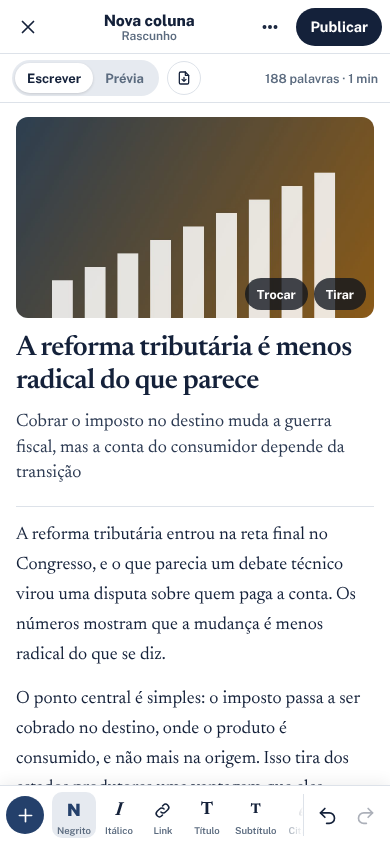 Nova coluna
Rascunho
Publicar
Escrever
Prévia
188 palavras · 1 min
Trocar
Tirar
A reforma tributária é menos
radical do que parece
Cobrar o imposto no destino muda a guerra
fiscal, mas a conta do consumidor depende da
transição
A reforma tributária entrou na reta final no
Congresso, e o que parecia um debate técnico
virou uma disputa sobre quem paga a conta. Os
números mostram que a mudança é menos
radical do que se diz.
O ponto central é simples: o imposto passa a ser
cobrado no destino, onde o produto é
consumido, e não mais na origem. Isso tira dos
N
Negrito
I
Itálico
Link
T
Título
T
Subtítulo